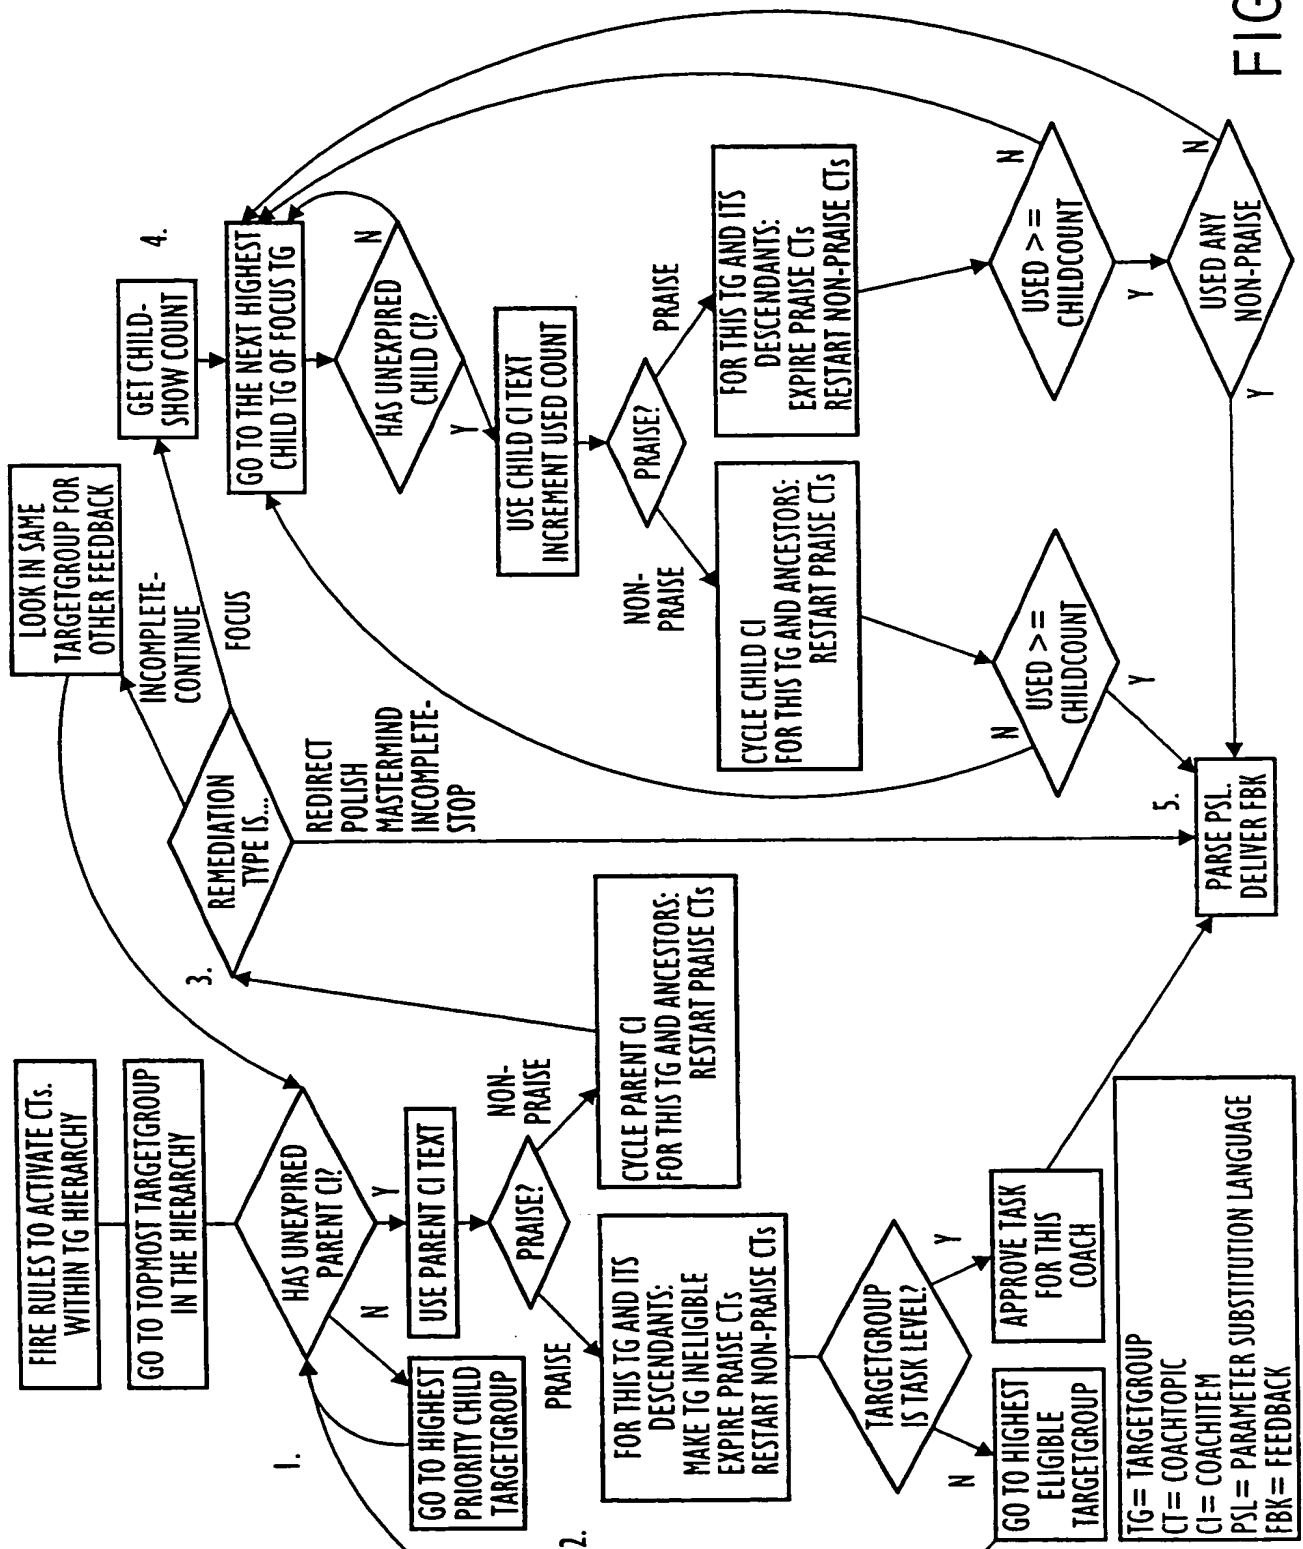 FIRE RULES TO ACTIVATE CTs.
WITHIN TG HIERARCHY
GO TO TOPMOST TARGETGROUP
IN THE HIERARCHY
1.
HAS UNEXPIRED
PARENT CI?
N
Y
GO TO HIGHEST
PRIORITY CHILD
TARGETGROUP
USE PARENT CI TEXT
2.
PRAISE?
PRAISE
NON-
PRAISE
FOR THIS TG AND ITS
DESCENDANTS:
MAKE TG INELIGIBLE
EXPIRE PRAISE CTs
RESTART NON-PRAISE CTs
CYCLE PARENT CI
FOR THIS TG AND ANCESTORS:
RESTART PRAISE CTs
TARGETGROUP
IS TASK LEVEL?
N
Y
GO TO HIGHEST
ELIGIBLE
TARGETGROUP
APPROVE TASK
FOR THIS
COACH
TG= TARGETGROUP
CT= COACHTOPIC
CI= COACHITEM
PSL= PARAMETER SUBSTITUTION LANGUAGE
FBK= FEEDBACK
3.
REMEDIATION
TYPE IS...
LOOK IN SAME
TARGETGROUP FOR
OTHER FEEDBACK
INCOMPLETE-
CONTINUE
FOCUS
REDIRECT
POLISH
MASTERMIND
INCOMPLETE-
STOP
GET CHILD-
SHOW COUNT
4.
GO TO THE NEXT HIGHEST
CHILD TG OF FOCUS TG
HAS UNEXPIRED
CHILD CI?
N
Y
USE CHILD CI TEXT
INCREMENT USED COUNT
PRAISE?
NON-
PRAISE
PRAISE
CYCLE CHILD CI
FOR THIS TG AND ANCESTORS:
RESTART PRAISE CTs
FOR THIS TG AND ITS
DESCENDANTS:
EXPIRE PRAISE CTs
RESTART NON-PRAISE CTs
USED >=
CHILDCOUNT
N
Y
USED >=
CHILDCOUNT
N
Y
USED ANY
NON-PRAISE
N
Y
5.
PARSE PSL.
DELIVER FBK
FIG